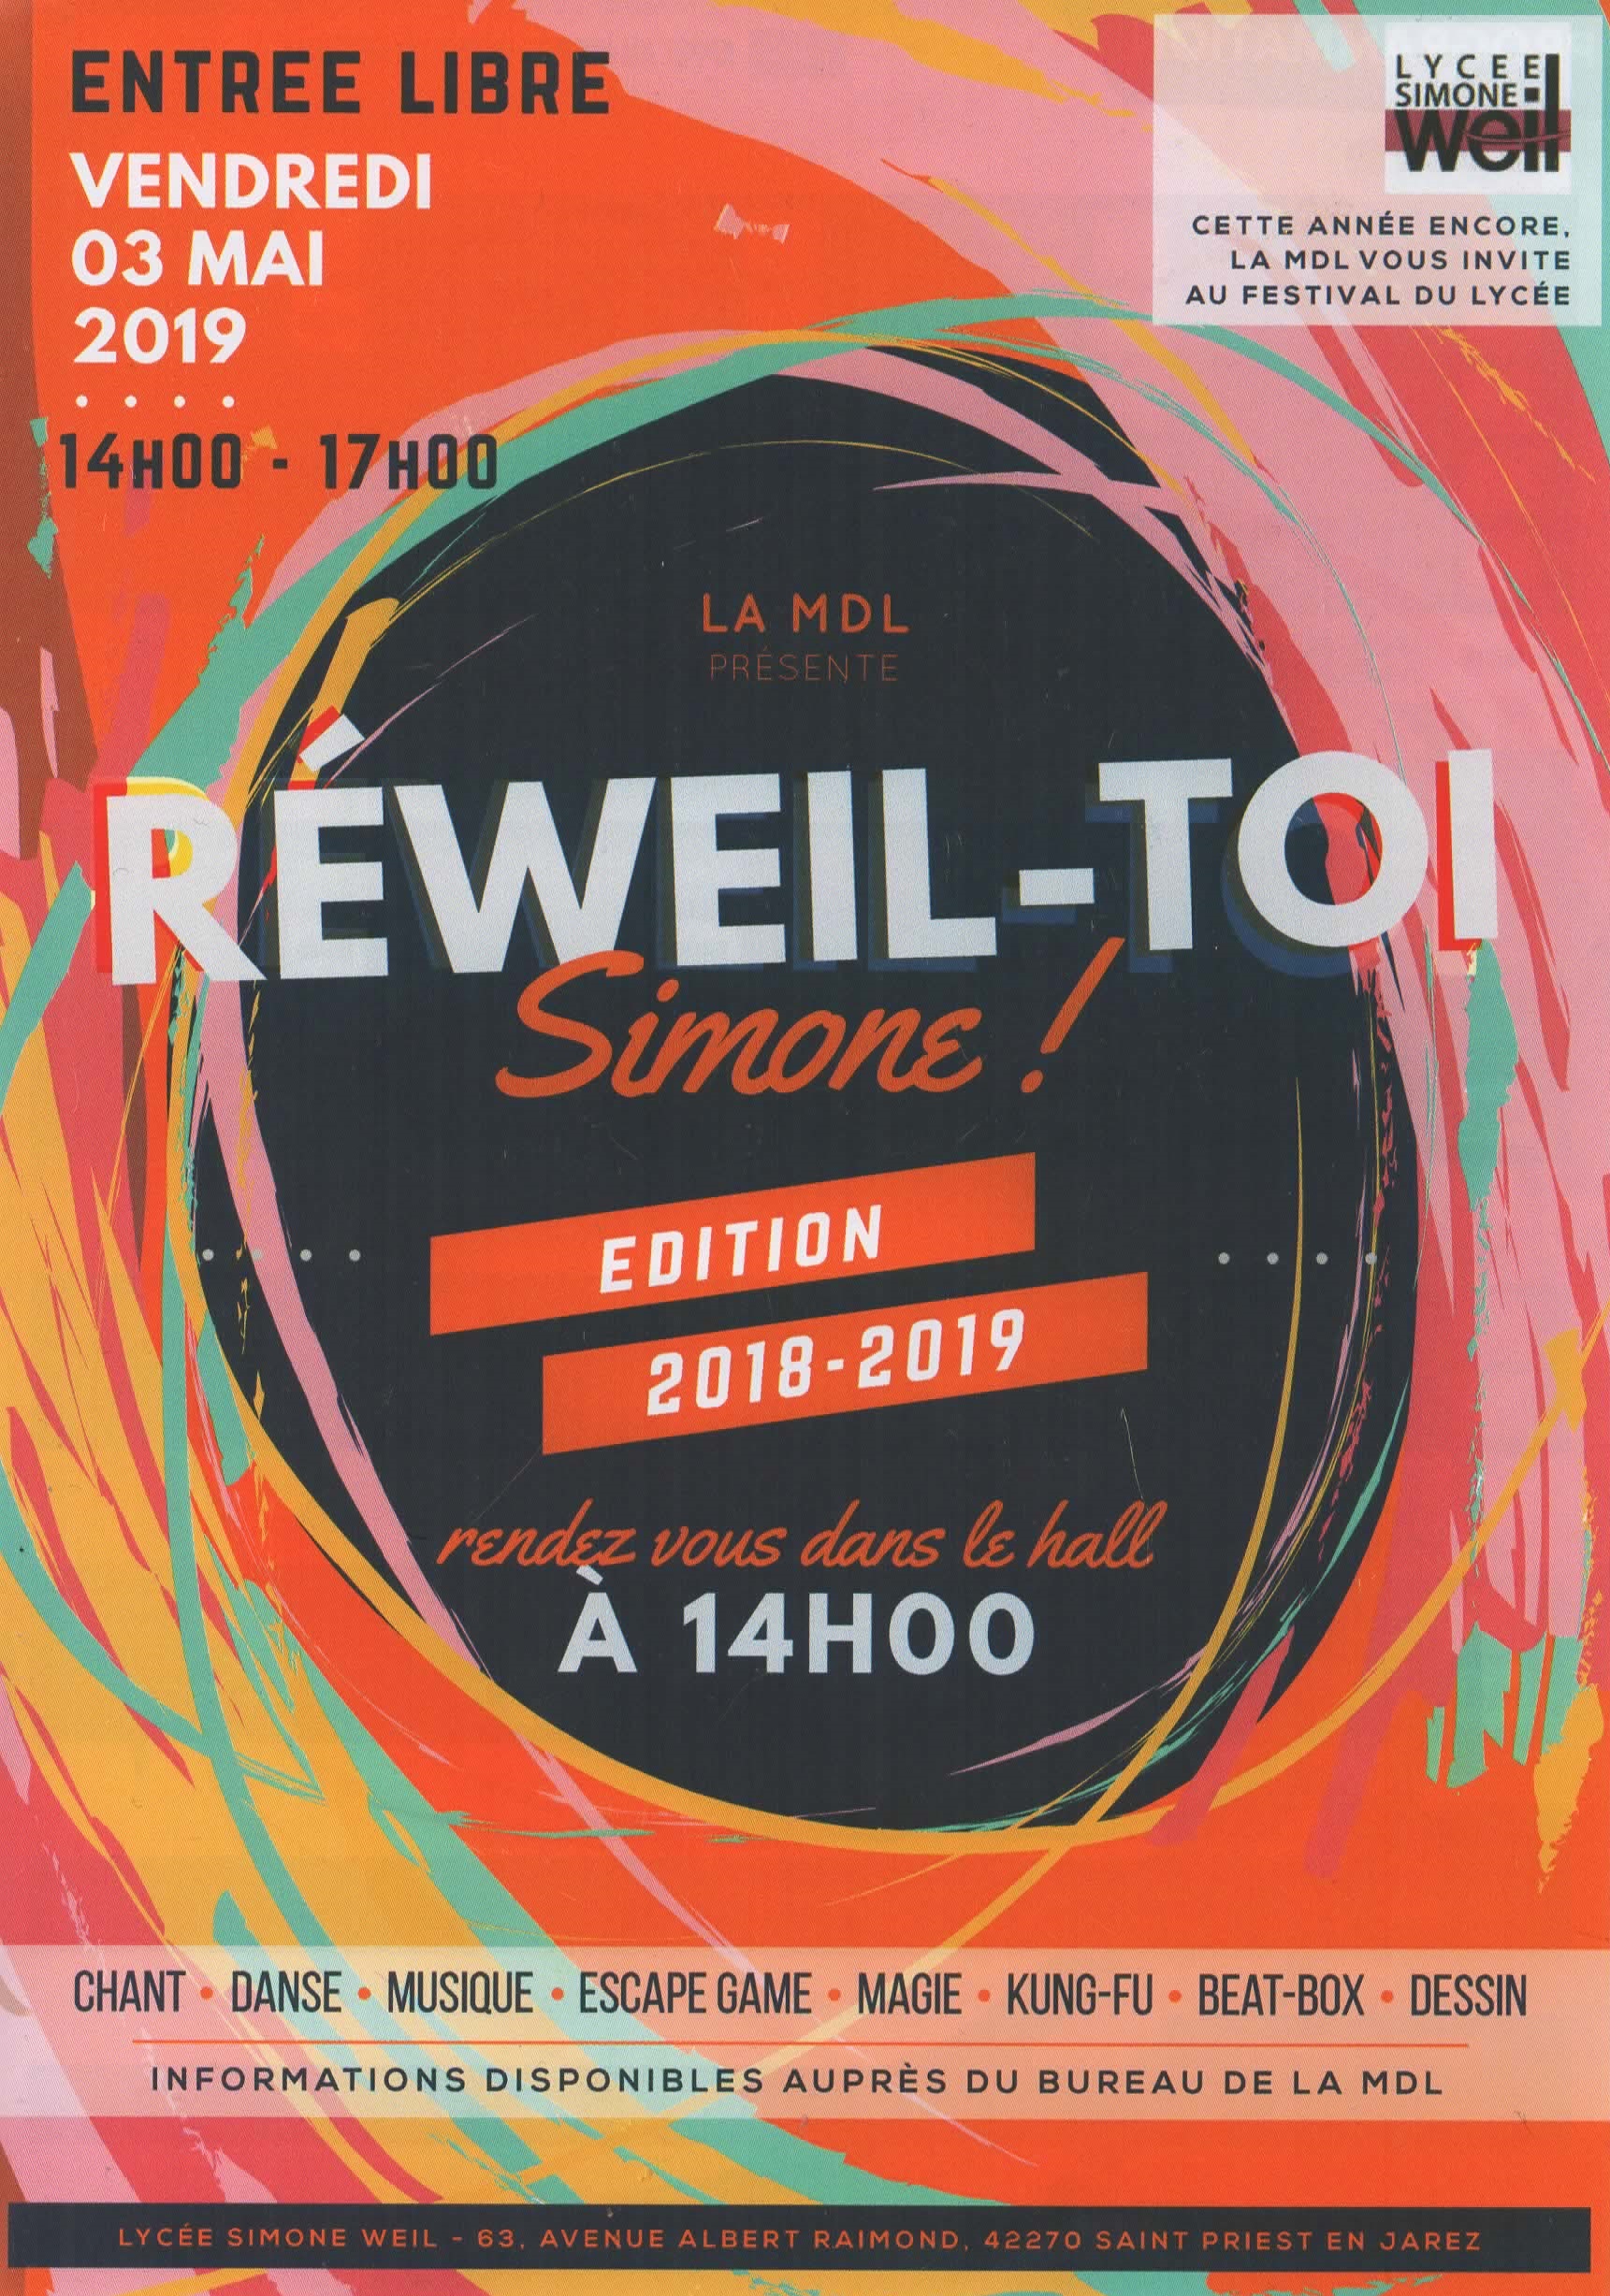 ENTREE LIBRE
VENDREDI
03 MAI
2019
14H00 - 17H00
LYCEE
SIMONE
weil
CETTE ANNÉE ENCORE,
LA MDL VOUS INVITE
AU FESTIVAL DU LYCÉE
LA MDL
PRÉSENTE
RÉWEIL-TOI
Simone !
EDITION
2018-2019
rendez vous dans le hall
À 14H00
CHANT • DANSE • MUSIQUE • ESCAPE GAME • MAGIE • KUNG-FU • BEAT-BOX • DESSIN
INFORMATIONS DISPONIBLES AUPRÈS DU BUREAU DE LA MDL
LYCÉE SIMONE WEIL - 63, AVENUE ALBERT RAIMOND, 42270 SAINT PRIEST EN JAREZ